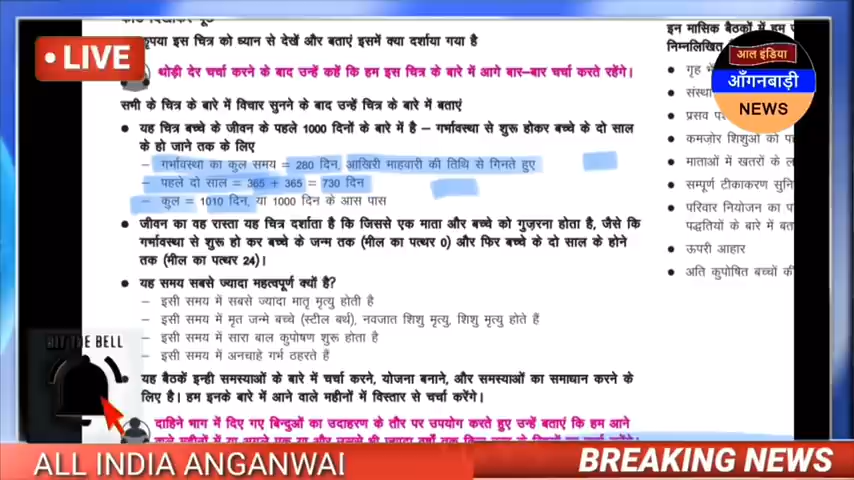 LIVE
कृपया इस चित्र को ध्यान से देखें और बताएं इसमें क्या दर्शाया गया है
थोड़ी देर चर्चा करने के बाद उन्हें कहें कि हम इस चित्र के बारे में आगे बार–बार चर्चा करते रहेंगे।
सभी के चित्र के बारे में विचार सुनने के बाद उन्हें चित्र के बारे में बताएं
• यह चित्र बच्चे के जीवन के पहले 1000 दिनों के बारे में है – गर्भावस्था से शुरू होकर बच्चे के दो साल
के हो जाने तक के लिए
– गर्भावस्था का कुल समय = 280 दिन, आखिरी माहवारी की तिथि से गिनते हुए
– पहले दो साल = 365 + 365 = 730 दिन
– कुल = 1010 दिन, या 1000 दिन के आस पास
• जीवन का वह रास्ता यह चित्र दर्शाता है कि जिससे एक माता और बच्चे को गुज़रना होता है, जैसे कि
गर्भावस्था से शुरू हो कर बच्चे के जन्म तक (मील का पत्थर 0) और फिर बच्चे के दो साल के होने
तक (मील का पत्थर 24)।
• यह समय सबसे ज्यादा महत्वपूर्ण क्यों है?
– इसी समय में सबसे ज्यादा मातृ मृत्यु होती है
– इसी समय में मृत जन्मे बच्चे (स्टील बर्थ), नवजात शिशु मृत्यु, शिशु मृत्यु होते हैं
– इसी समय में सारा बाल कुपोषण शुरू होता है
– इसी समय में अनचाहे गर्भ ठहरते हैं
• यह बैठकें इन्ही समस्याओं के बारे में चर्चा करने, योजना बनाने, और समस्याओं का समाधान करने के
लिए है। हम इनके बारे में आने वाले महीनों में विस्तार से चर्चा करेंगे।
दाहिने भाग में दिए गए बिन्दुओं का उदाहरण के तौर पर उपयोग करते हुए उन्हें बताएं कि हम आने
इन मासिक बैठकों में हम
निम्नलिखित
• गृह
• संस्था
• प्रसव
• कमज़ोर शिशुओं को
• माताओं में खतरों के
• सम्पूर्ण टीकाकरण
• परिवार नियोजन का
पद्धतियों के बारे में
• ऊपरी आहार
• अति कुपोषित बच्चों की
आल इंडिया
आँगनबाड़ी
NEWS
HIT THE BELL
ALL INDIA ANGANWAI
BREAKING NEWS